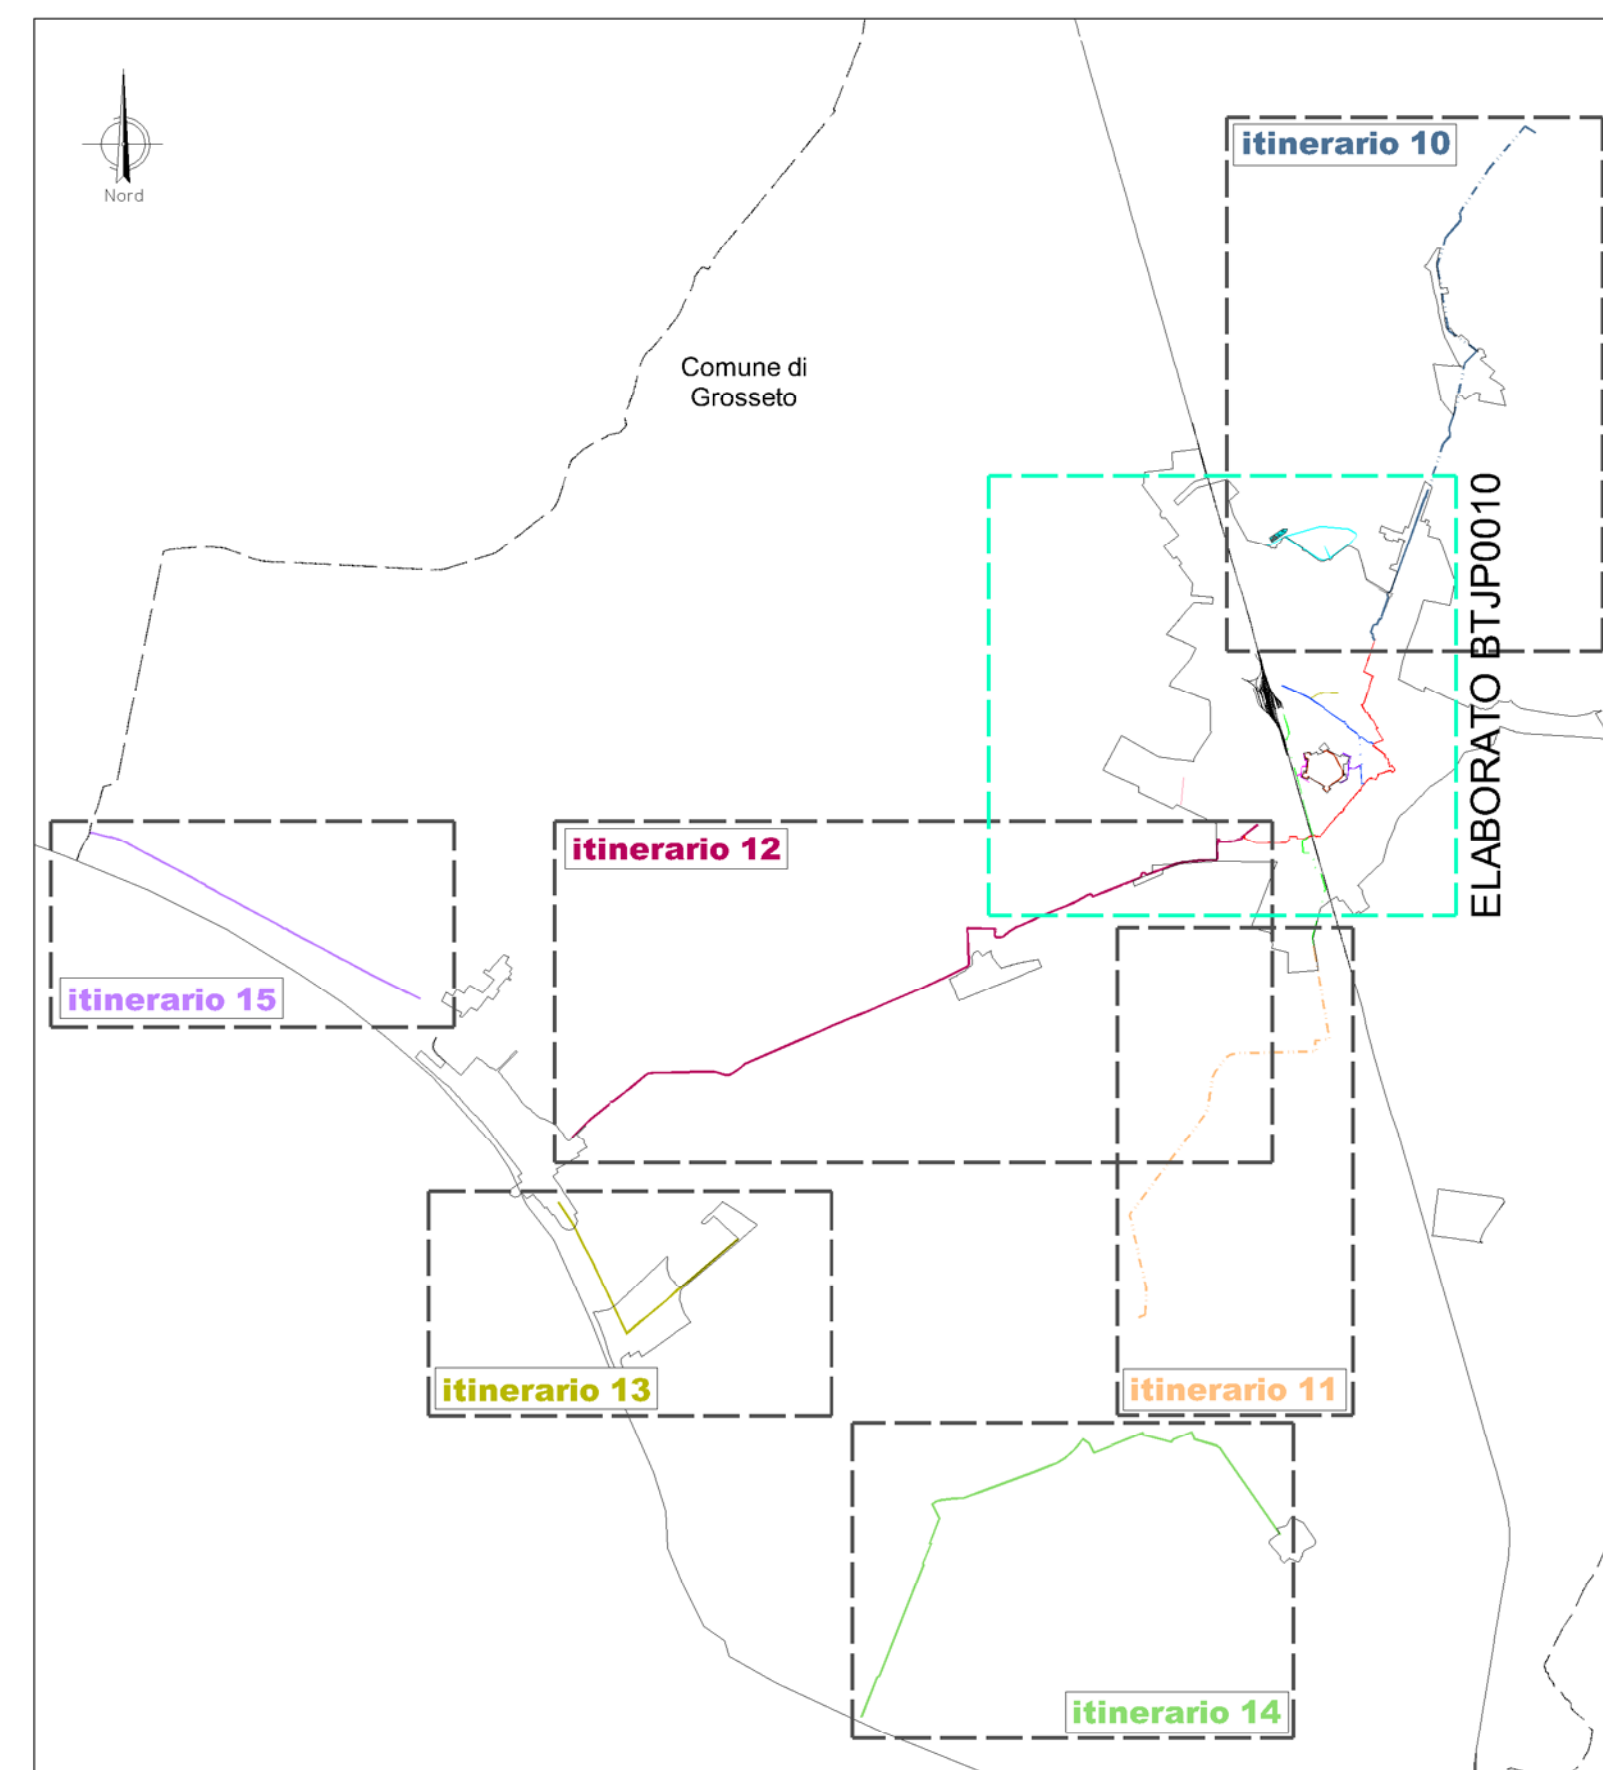 itinerario 10
Nord
Comune di
Grosseto
ELABORATO BTJP0010
itinerario 12
itinerario 15
itinerario 13
itinerario 11
itinerario 14